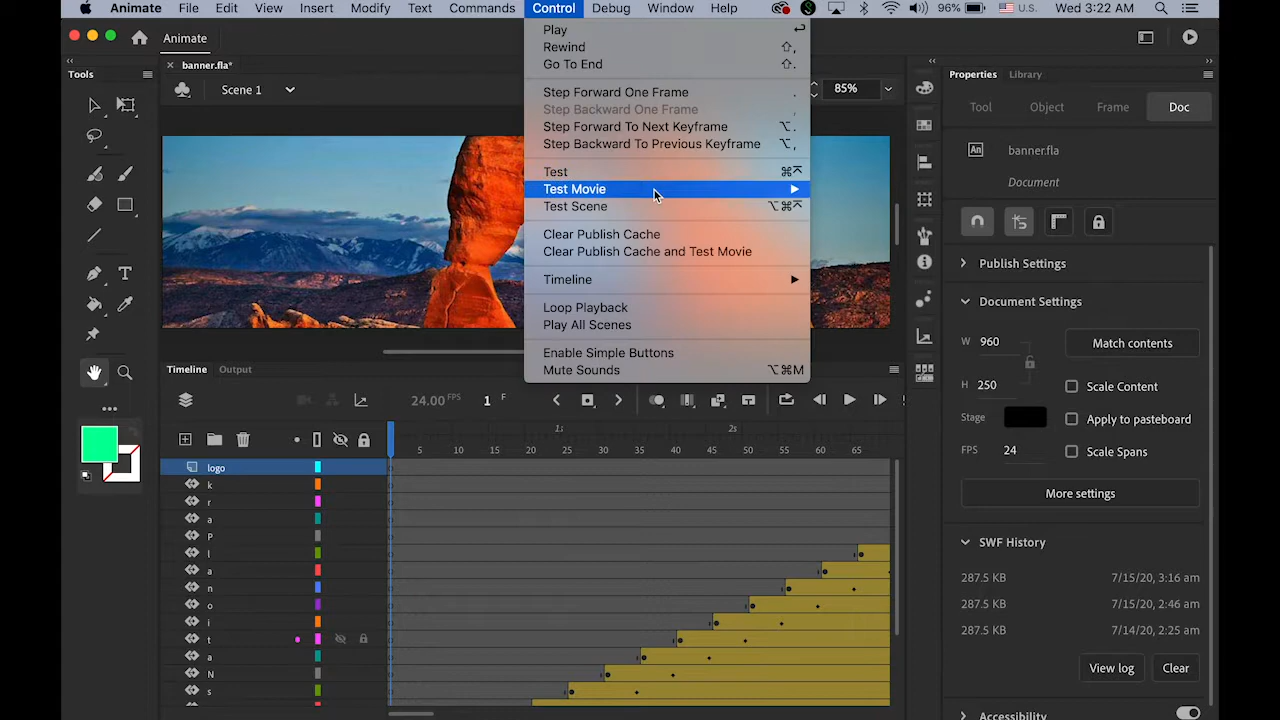 Animate File Edit View Insert Modify Text Commands Control Debug Window Help 96% U.S. Wed 3:22 AM
Animate
Tools
banner.fla*
Scene 1
85%
Play
Rewind ⇧,
Go To End ⇧.
Step Forward One Frame .
Step Backward One Frame ,
Step Forward To Next Keyframe ⌥.
Step Backward To Previous Keyframe ⌥,
Test ⌘
Test Movie
Test Scene ⌥⌘
Clear Publish Cache
Clear Publish Cache and Test Movie
Timeline
Loop Playback
Play All Scenes
Enable Simple Buttons
Mute Sounds ⌥⌘M
Timeline Output
24.00 FPS 1 F
1s 2s
5 10 15 20 25 30 35 40 45 50 55 60 65
logo
k
r
a
P
l
a
n
o
i
t
a
N
s
Properties Library
Tool Object Frame Doc
An banner.fla
Document
Publish Settings
Document Settings
W 960
Match contents
H 250
Scale Content
Stage
Apply to pasteboard
FPS 24
Scale Spans
More settings
SWF History
287.5 KB 7/15/20, 3:16 am
287.5 KB 7/15/20, 2:46 am
287.5 KB 7/14/20, 2:25 am
View log Clear
Accessibility